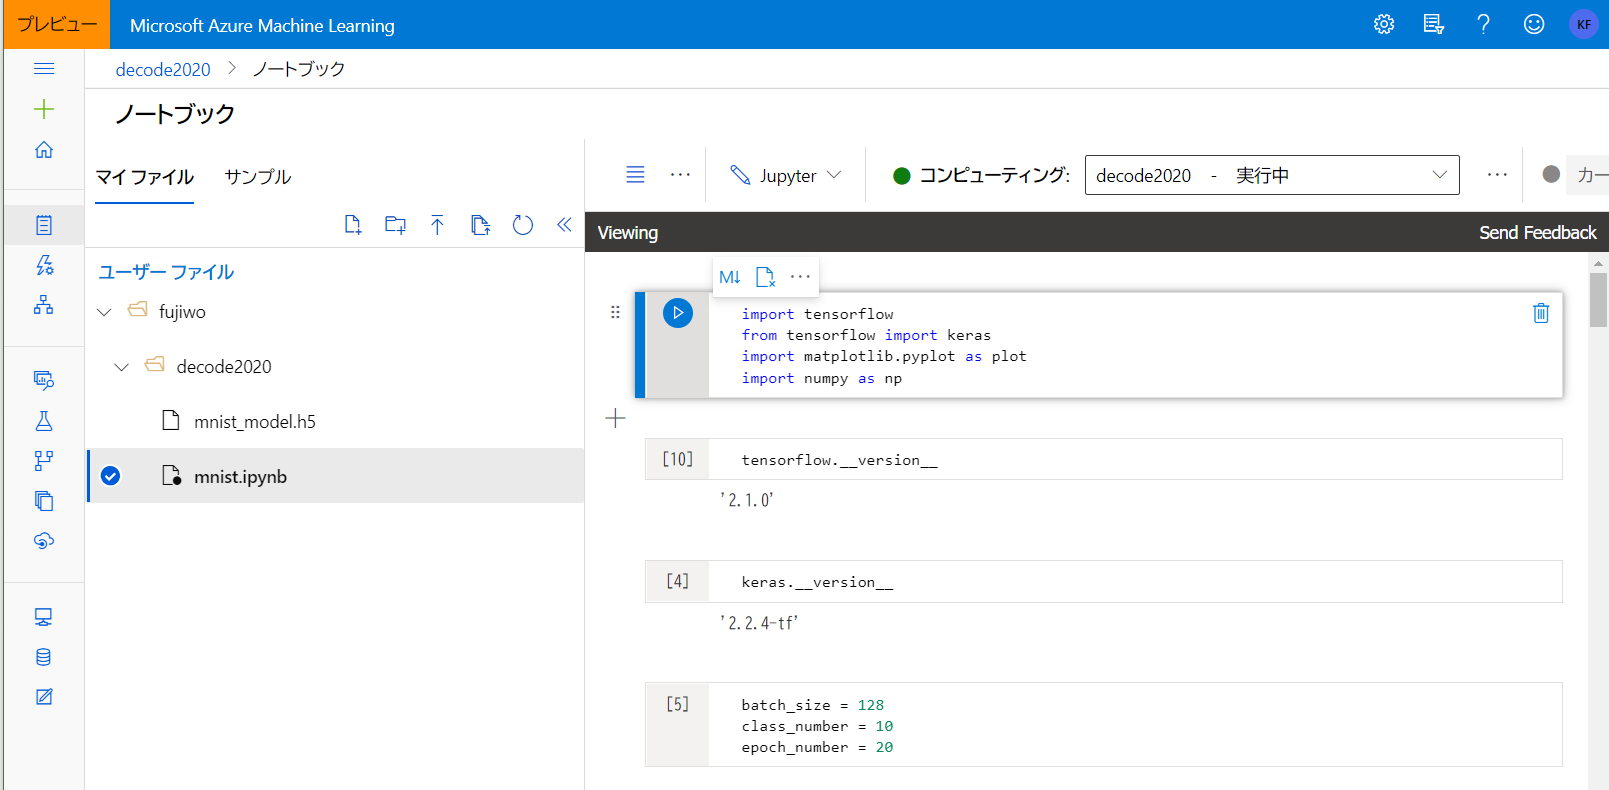 プレビュー
Microsoft Azure Machine Learning
KF
decode2020 > ノートブック
ノートブック
マイ ファイル サンプル
Jupyter
コンピューティング: decode2020 - 実行中
カー
Viewing
Send Feedback
ユーザー ファイル
fujiwo
decode2020
mnist_model.h5
mnist.ipynb
M↓
import tensorflow
from tensorflow import keras
import matplotlib.pyplot as plot
import numpy as np
[10] tensorflow.__version__
'2.1.0'
[4] keras.__version__
'2.2.4-tf'
[5] batch_size = 128
class_number = 10
epoch_number = 20